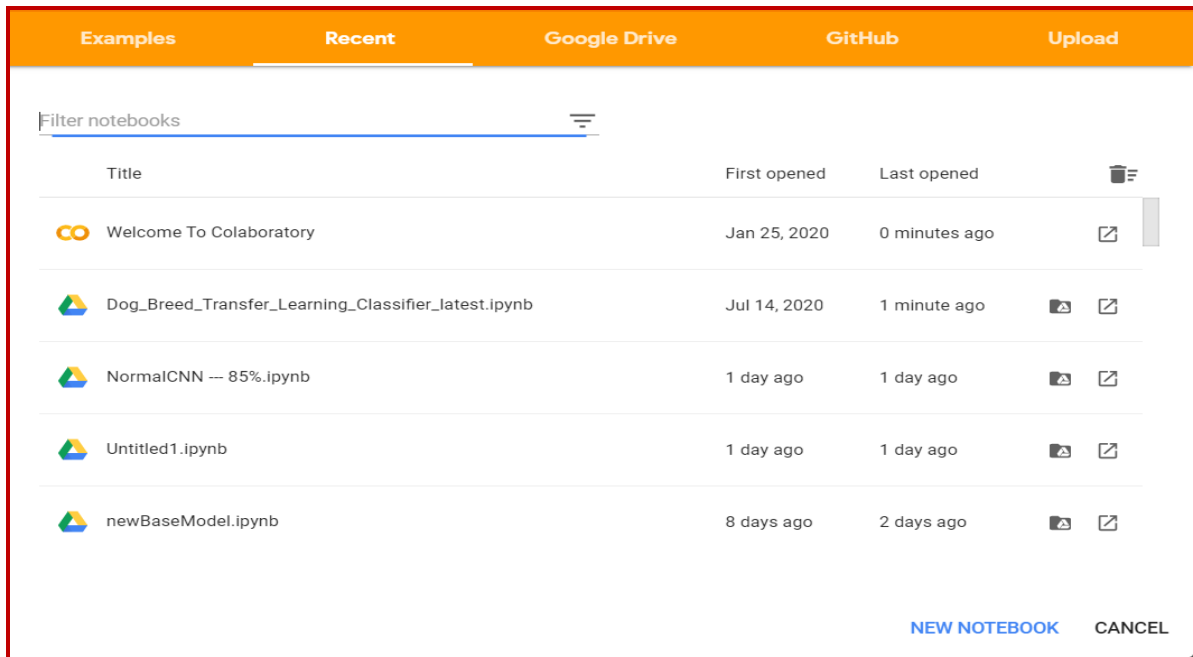 Examples Recent Google Drive GitHub Upload
Filter notebooks
Title First opened Last opened
Welcome To Colaboratory Jan 25, 2020 0 minutes ago
Dog_Breed_Transfer_Learning_Classifier_latest.ipynb Jul 14, 2020 1 minute ago
NormalCNN --- 85%.ipynb 1 day ago 1 day ago
Untitled1.ipynb 1 day ago 1 day ago
newBaseModel.ipynb 8 days ago 2 days ago
NEW NOTEBOOK CANCEL